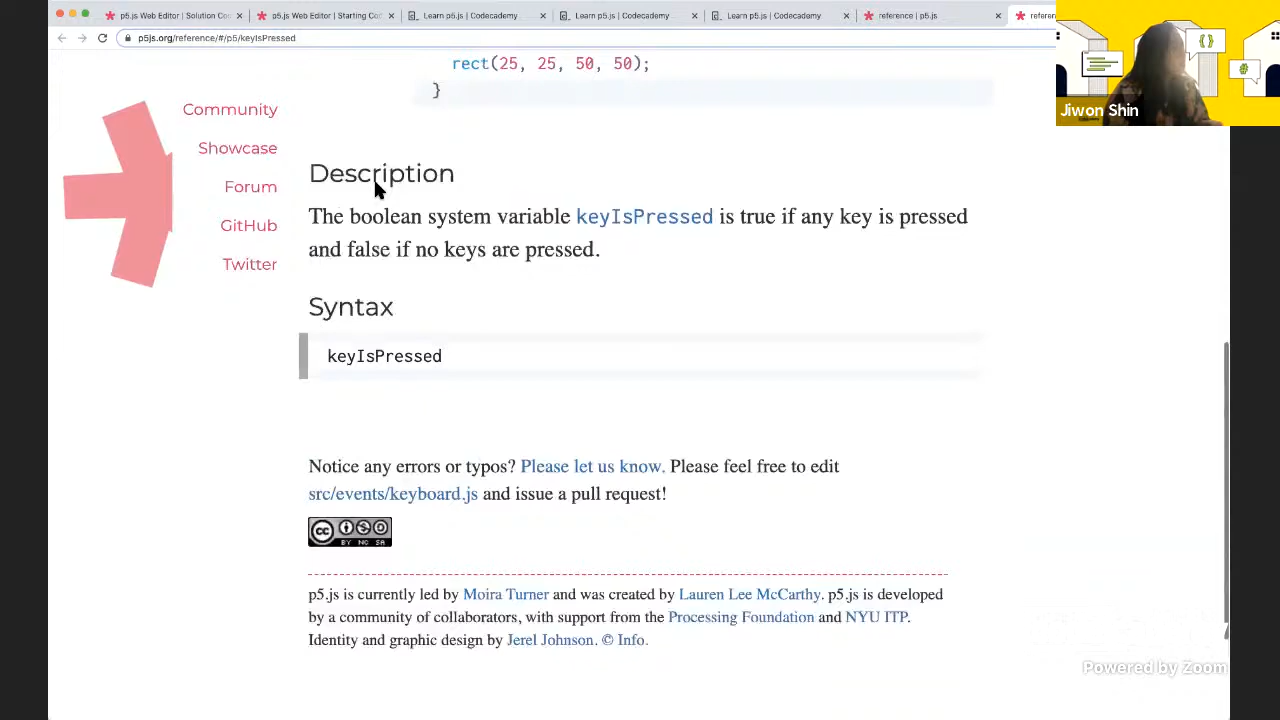 p5.js Web Editor | Solution Co
p5.js Web Editor | Starting Co
Learn p5.js | Codecademy
Learn p5.js | Codecademy
Learn p5.js | Codecademy
reference | p5.js
p5js.org/reference/#/p5/keyIsPressed
{ }
#
Jiwon Shin
rect(25, 25, 50, 50);
}
Community
Showcase
Forum
GitHub
Twitter
Description
The boolean system variable keyIsPressed is true if any key is pressed
and false if no keys are pressed.
Syntax
keyIsPressed
Notice any errors or typos? Please let us know. Please feel free to edit
src/events/keyboard.js and issue a pull request!
cc
BY NC SA
p5.js is currently led by Moira Turner and was created by Lauren Lee McCarthy. p5.js is developed
by a community of collaborators, with support from the Processing Foundation and NYU ITP.
Identity and graphic design by Jerel Johnson. © Info.
Powered by Zoom